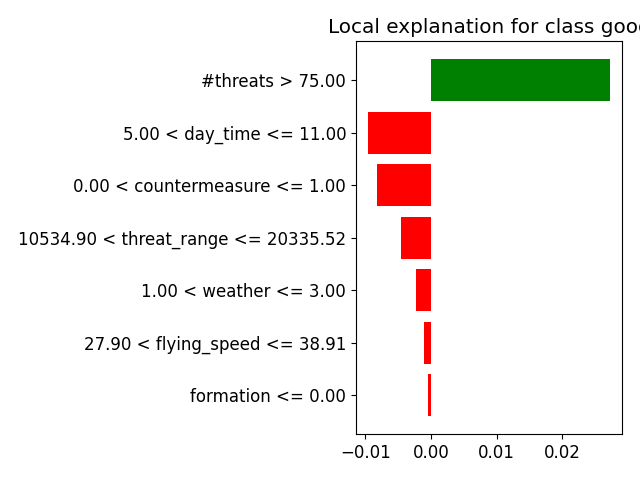 Local explanation for class good
#threats > 75.00
5.00 < day_time <= 11.00
0.00 < countermeasure <= 1.00
10534.90 < threat_range <= 20335.52
1.00 < weather <= 3.00
27.90 < flying_speed <= 38.91
formation <= 0.00
−0.01 0.00 0.01 0.02